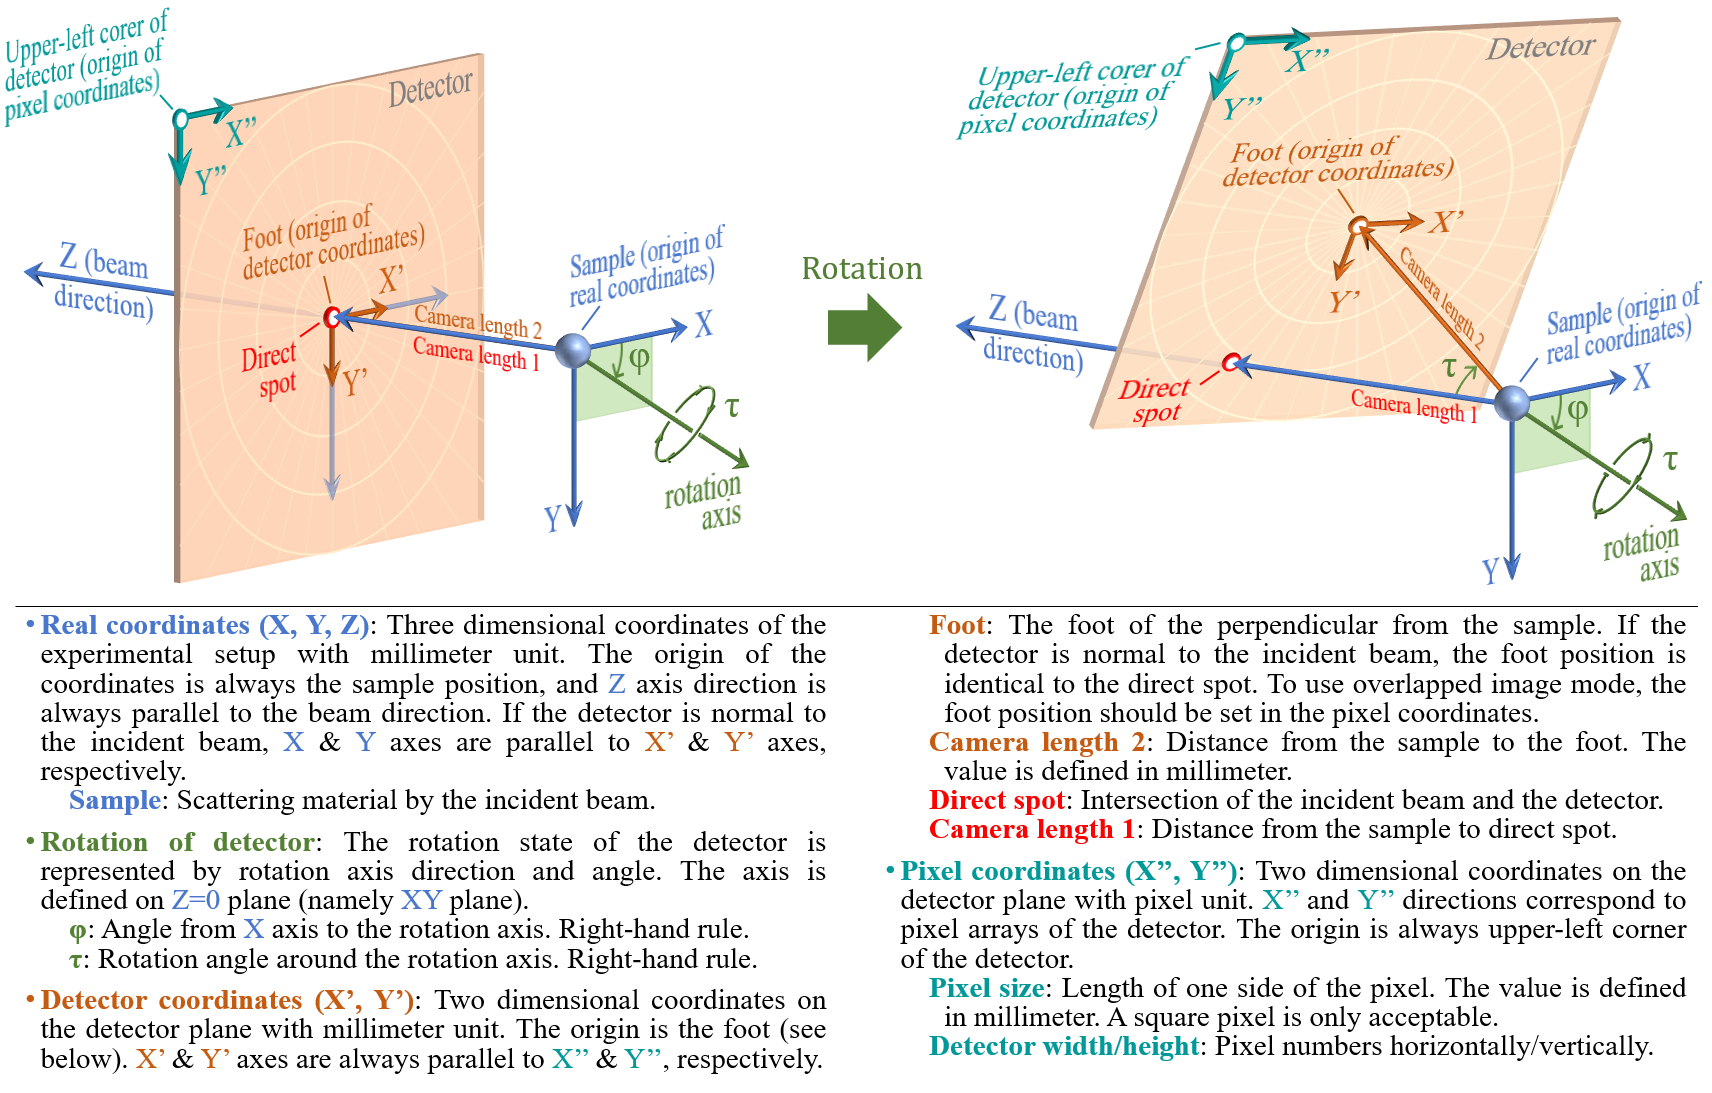 Upper-left corer of
detector (origin of
pixel coordinates)
X”
Y”
Detector
Foot (origin of
detector coordinates)
X’
Y’
Z (beam
direction)
Direct
spot
Camera length 2
Camera length 1
Sample (origin of
real coordinates)
X
φ
τ
Y
rotation
axis
Rotation
Upper-left corer of
detector (origin of
pixel coordinates)
X”
Y”
Detector
Foot (origin of
detector coordinates)
X’
Y’
Z (beam
direction)
Direct
spot
Camera length 2
Camera length 1
τ
Sample (origin of
real coordinates)
X
φ
τ
Y
rotation
axis
• Real coordinates (X, Y, Z): Three dimensional coordinates of the
experimental setup with millimeter unit. The origin of the
coordinates is always the sample position, and Z axis direction is
always parallel to the beam direction. If the detector is normal to
the incident beam, X & Y axes are parallel to X’ & Y’ axes,
respectively.
Sample: Scattering material by the incident beam.
• Rotation of detector: The rotation state of the detector is
represented by rotation axis direction and angle. The axis is
defined on Z=0 plane (namely XY plane).
φ: Angle from X axis to the rotation axis. Right-hand rule.
τ: Rotation angle around the rotation axis. Right-hand rule.
• Detector coordinates (X’, Y’): Two dimensional coordinates on
the detector plane with millimeter unit. The origin is the foot (see
below). X’ & Y’ axes are always parallel to X” & Y”, respectively.
Foot: The foot of the perpendicular from the sample. If the
detector is normal to the incident beam, the foot position is
identical to the direct spot. To use overlapped image mode, the
foot position should be set in the pixel coordinates.
Camera length 2: Distance from the sample to the foot. The
value is defined in millimeter.
Direct spot: Intersection of the incident beam and the detector.
Camera length 1: Distance from the sample to direct spot.
• Pixel coordinates (X”, Y”): Two dimensional coordinates on the
detector plane with pixel unit. X” and Y” directions correspond to
pixel arrays of the detector. The origin is always upper-left corner
of the detector.
Pixel size: Length of one side of the pixel. The value is defined
in millimeter. A square pixel is only acceptable.
Detector width/height: Pixel numbers horizontally/vertically.